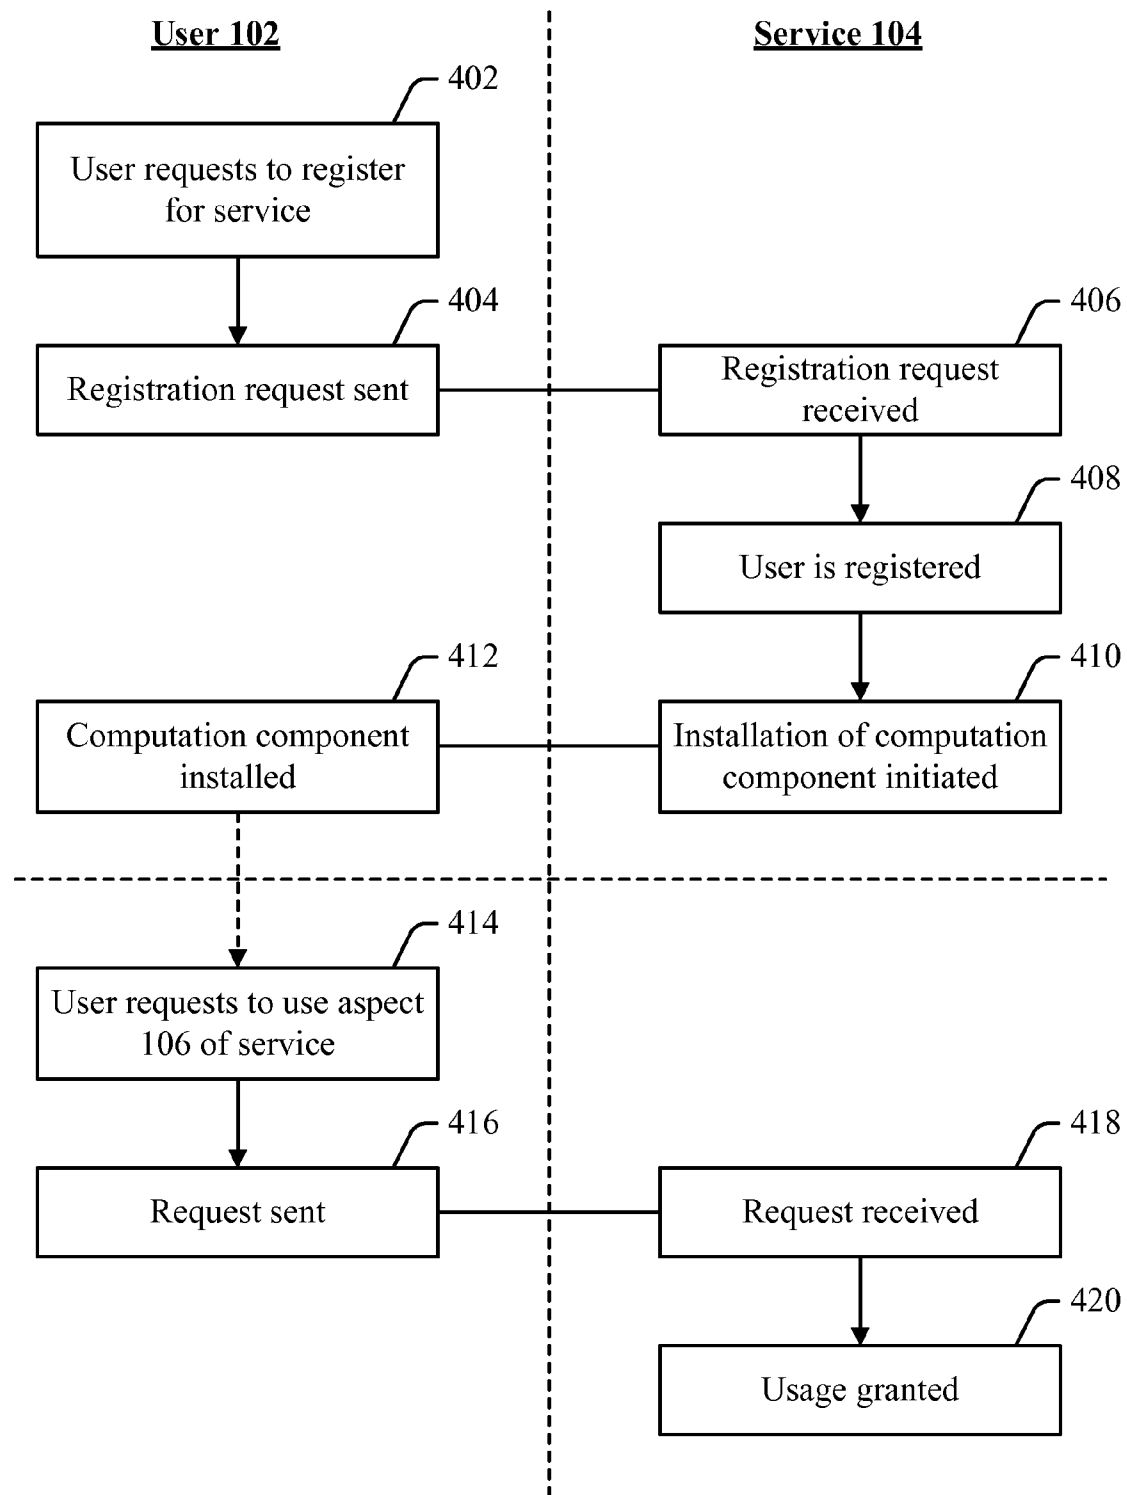 User 102
Service 104
402
User requests to register
for service
404
Registration request sent
406
Registration request
received
408
User is registered
410
Installation of computation
component initiated
412
Computation component
installed
414
User requests to use aspect
106 of service
416
Request sent
418
Request received
420
Usage granted